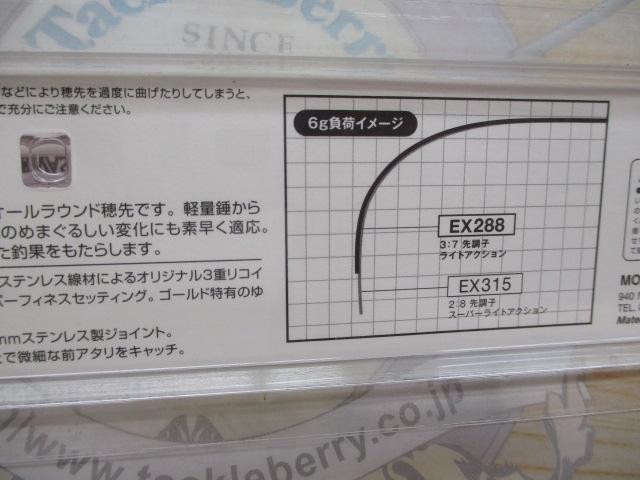 Tackleberry
SINCE
などにより穂先を過度に曲げたりしてしまうと、
で充分にご注意ください。
6g負荷イメージ
EX288
3:7 先調子
ライトアクション
EX315
2:8 先調子
スーパーライトアクション
オールラウンド穂先です。軽量錘から
のめまぐるしい変化にも素早く適応。
た釣果をもたらします。
ステンレス線材によるオリジナル3重リコイ
パーフィネスセッティング。ゴールド特有のゆ
mmステンレス製ジョイント。
上で微細な前アタリをキャッチ。
MO
940
TEL.
Mate
www.tackleberry.co.jp